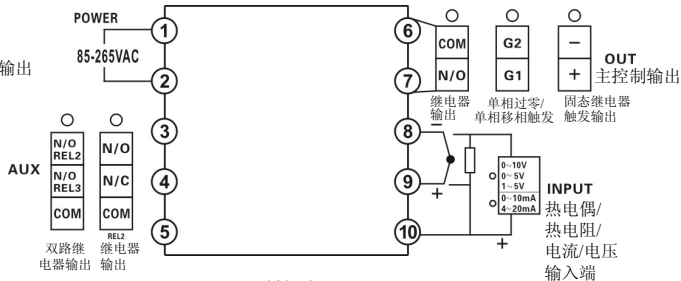 POWER
85-265VAC
输出
1
2
3
4
5
6
7
8
9
10
COM
N/O
继电器
输出
G2
G1
单相过零/
单相移相触发
−
+
固态继电器
触发输出
OUT
主控制输出
AUX
N/O
REL2
N/O
REL3
COM
双路继
电器输出
N/O
N/C
COM
REL2
继电器
输出
−
+
0~10V
0~5V
1~5V
0~10mA
4~20mA
+
INPUT
热电偶/
热电阻/
电流/电压
输入端